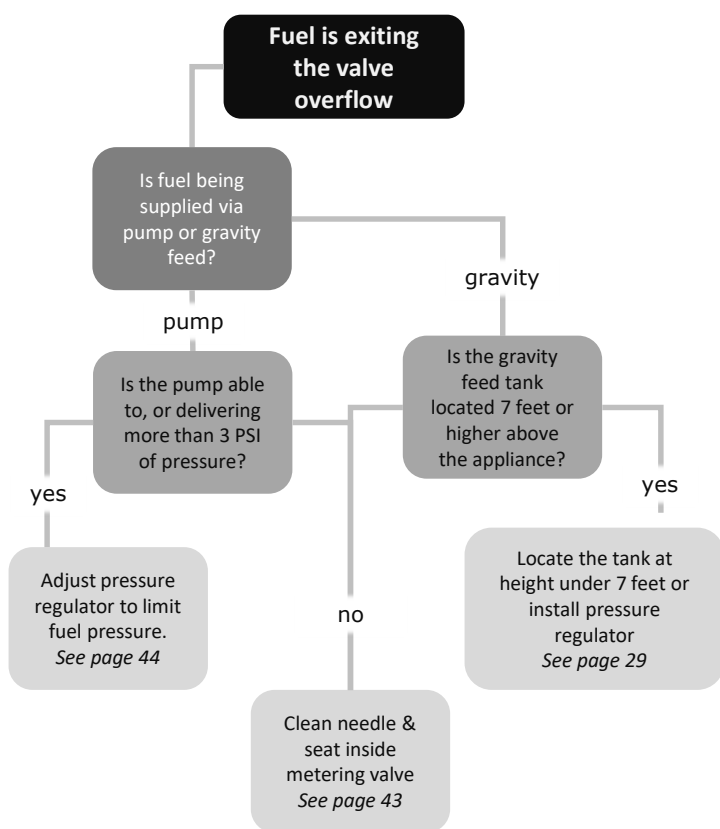 Fuel is exiting
the valve
overflow
Is fuel being
supplied via
pump or gravity
feed?
gravity
pump
Is the pump able
to, or delivering
more than 3 PSI
of pressure?
Is the gravity
feed tank
located 7 feet or
higher above
the appliance?
yes
yes
Adjust pressure
regulator to limit
fuel pressure.
See page 44
Locate the tank at
height under 7 feet or
install pressure
regulator
See page 29
no
Clean needle &
seat inside
metering valve
See page 43